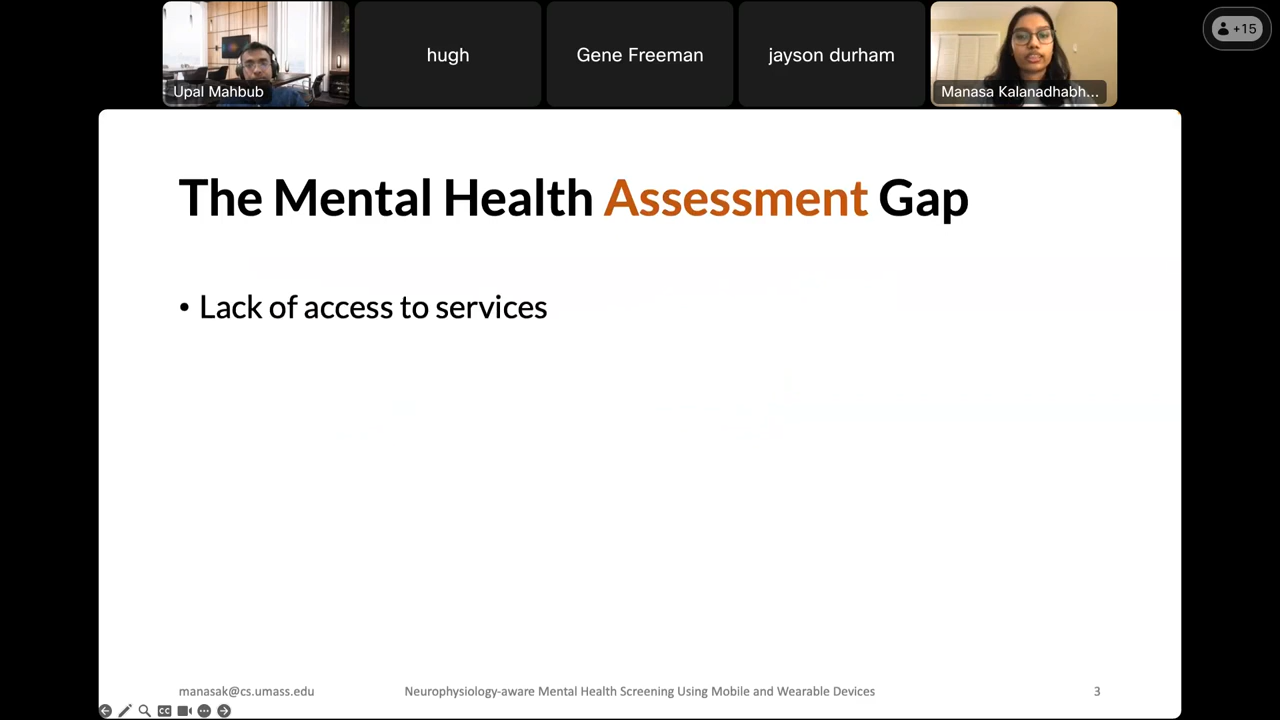 Upal Mahbub
hugh
Gene Freeman
jayson durham
Manasa Kalanadhabh...
+15
The Mental Health Assessment Gap
• Lack of access to services
manasak@cs.umass.edu
Neurophysiology-aware Mental Health Screening Using Mobile and Wearable Devices
3
CC